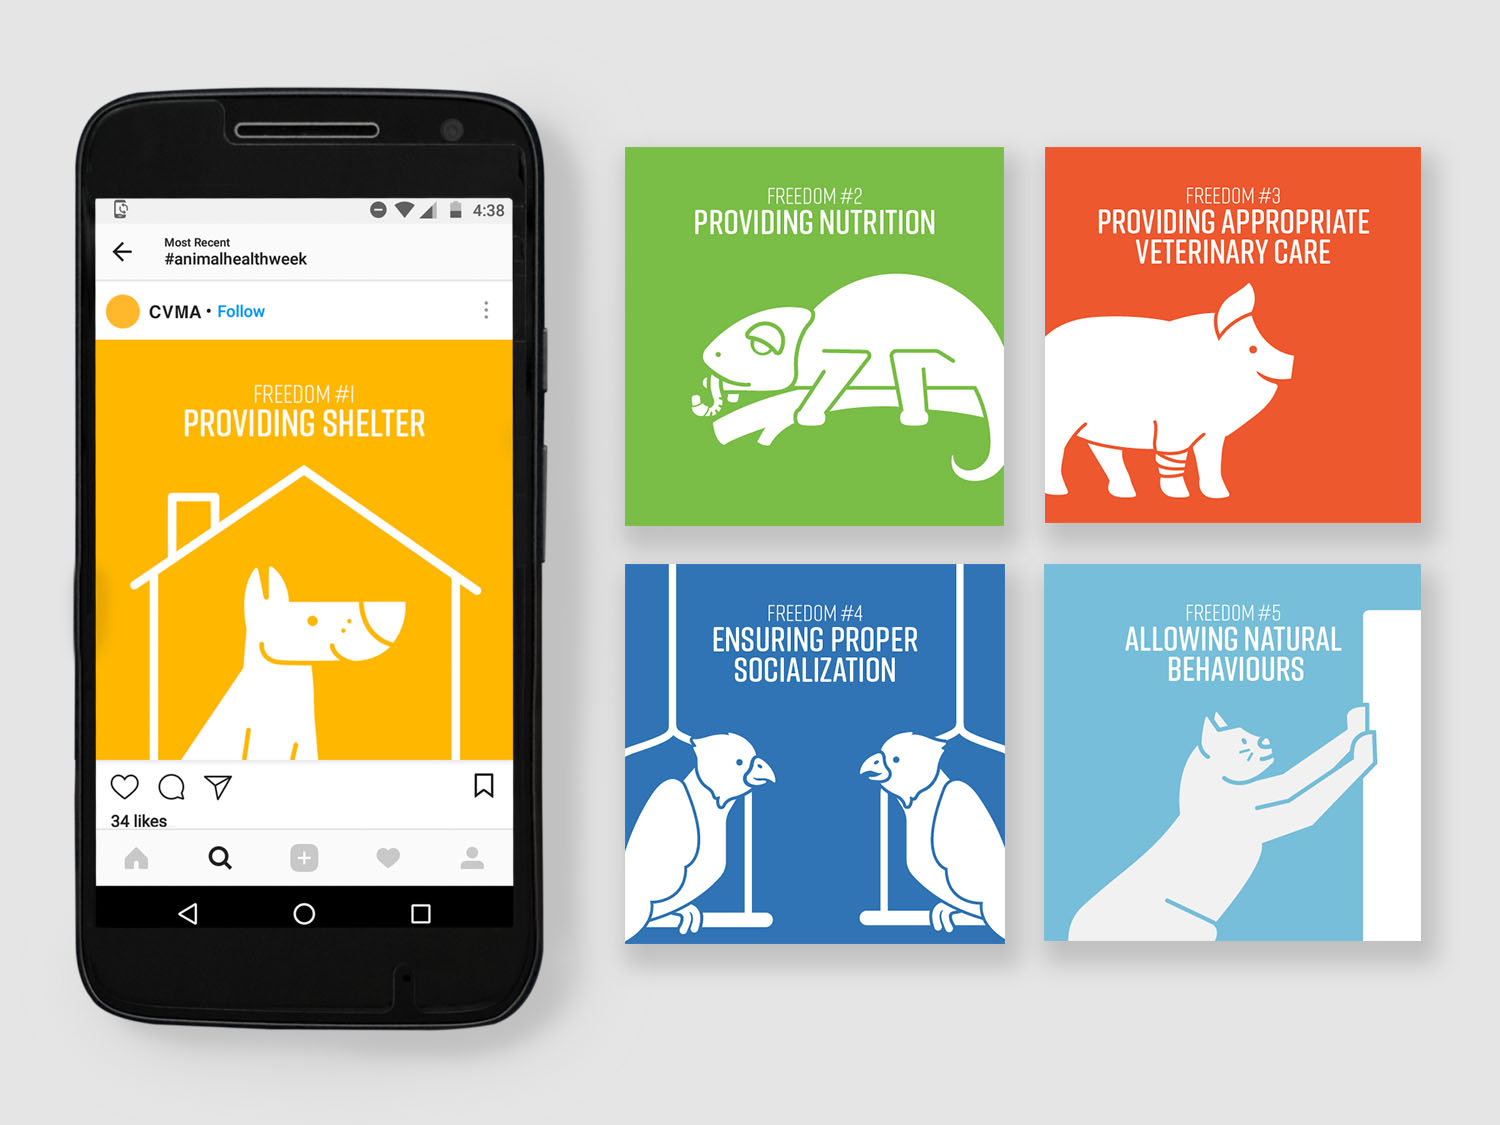 4:38
Most Recent
#animalhealthweek
CVMA • Follow
FREEDOM #1
PROVIDING SHELTER
34 likes
FREEDOM #2
PROVIDING NUTRITION
FREEDOM #3
PROVIDING APPROPRIATE
VETERINARY CARE
FREEDOM #4
ENSURING PROPER
SOCIALIZATION
FREEDOM #5
ALLOWING NATURAL
BEHAVIOURS